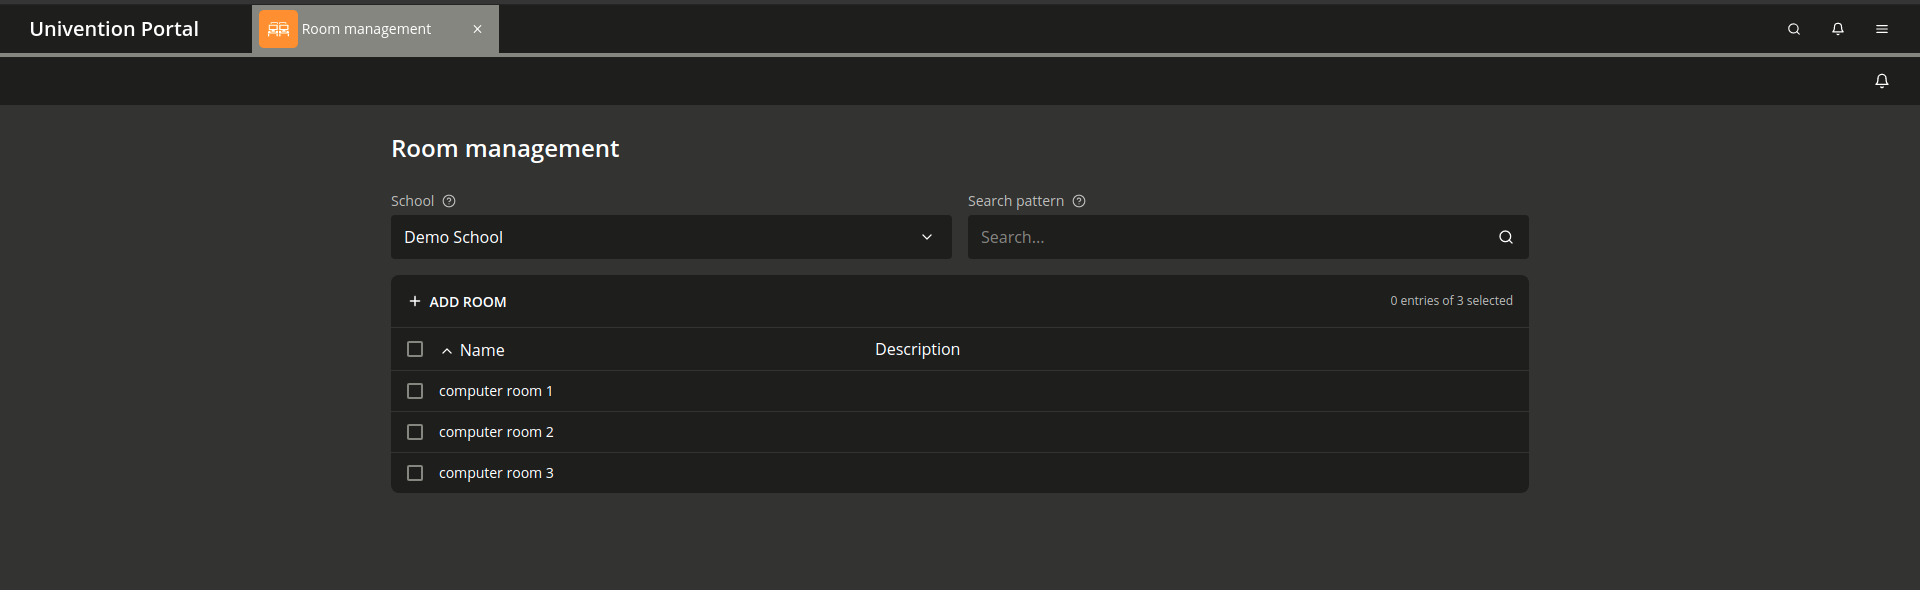 Univention Portal
Room management
Room management
School
Search pattern
Demo School
Search...
ADD ROOM
0 entries of 3 selected
Name
Description
computer room 1
computer room 2
computer room 3